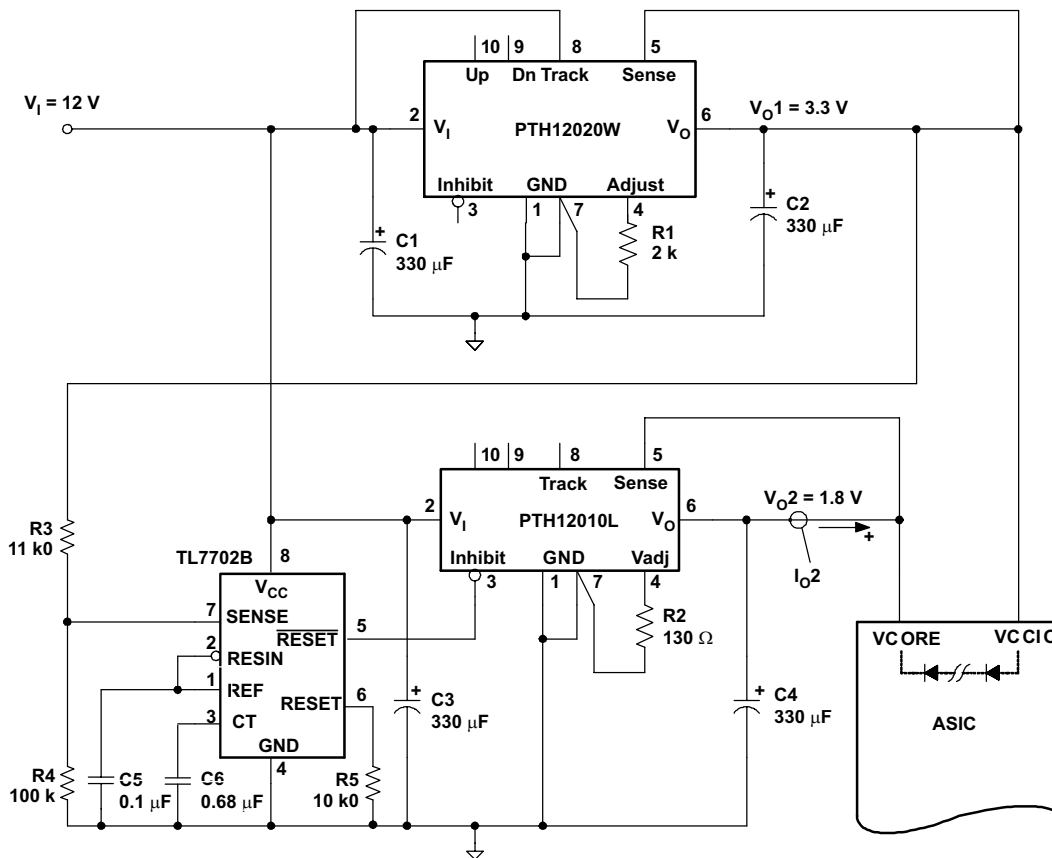 10 9 8 5
Up Dn Track Sense
V_I = 12 V
2 V_I PTH12020W V_O 6
V_O1 = 3.3 V
Inhibit GND Adjust
3 1 7 4
+ C1
330 μF
R1
2 k
+ C2
330 μF
10 9 8 5
Track Sense
2 V_I PTH12010L V_O 6
V_O2 = 1.8 V
+
I_O2
Inhibit GND Vadj
3 1 7 4
R2
130 Ω
R3
11 k0
TL7702B 8
V_CC
7 SENSE
R̅E̅S̅E̅T̅ 5
2 RESIN
1 REF
RESET 6
3 CT
GND
4
+ C3
330 μF
+ C4
330 μF
R4
100 k
C5
0.1 μF
C6
0.68 μF
R5
10 k0
VCORE VCCIO
ASIC